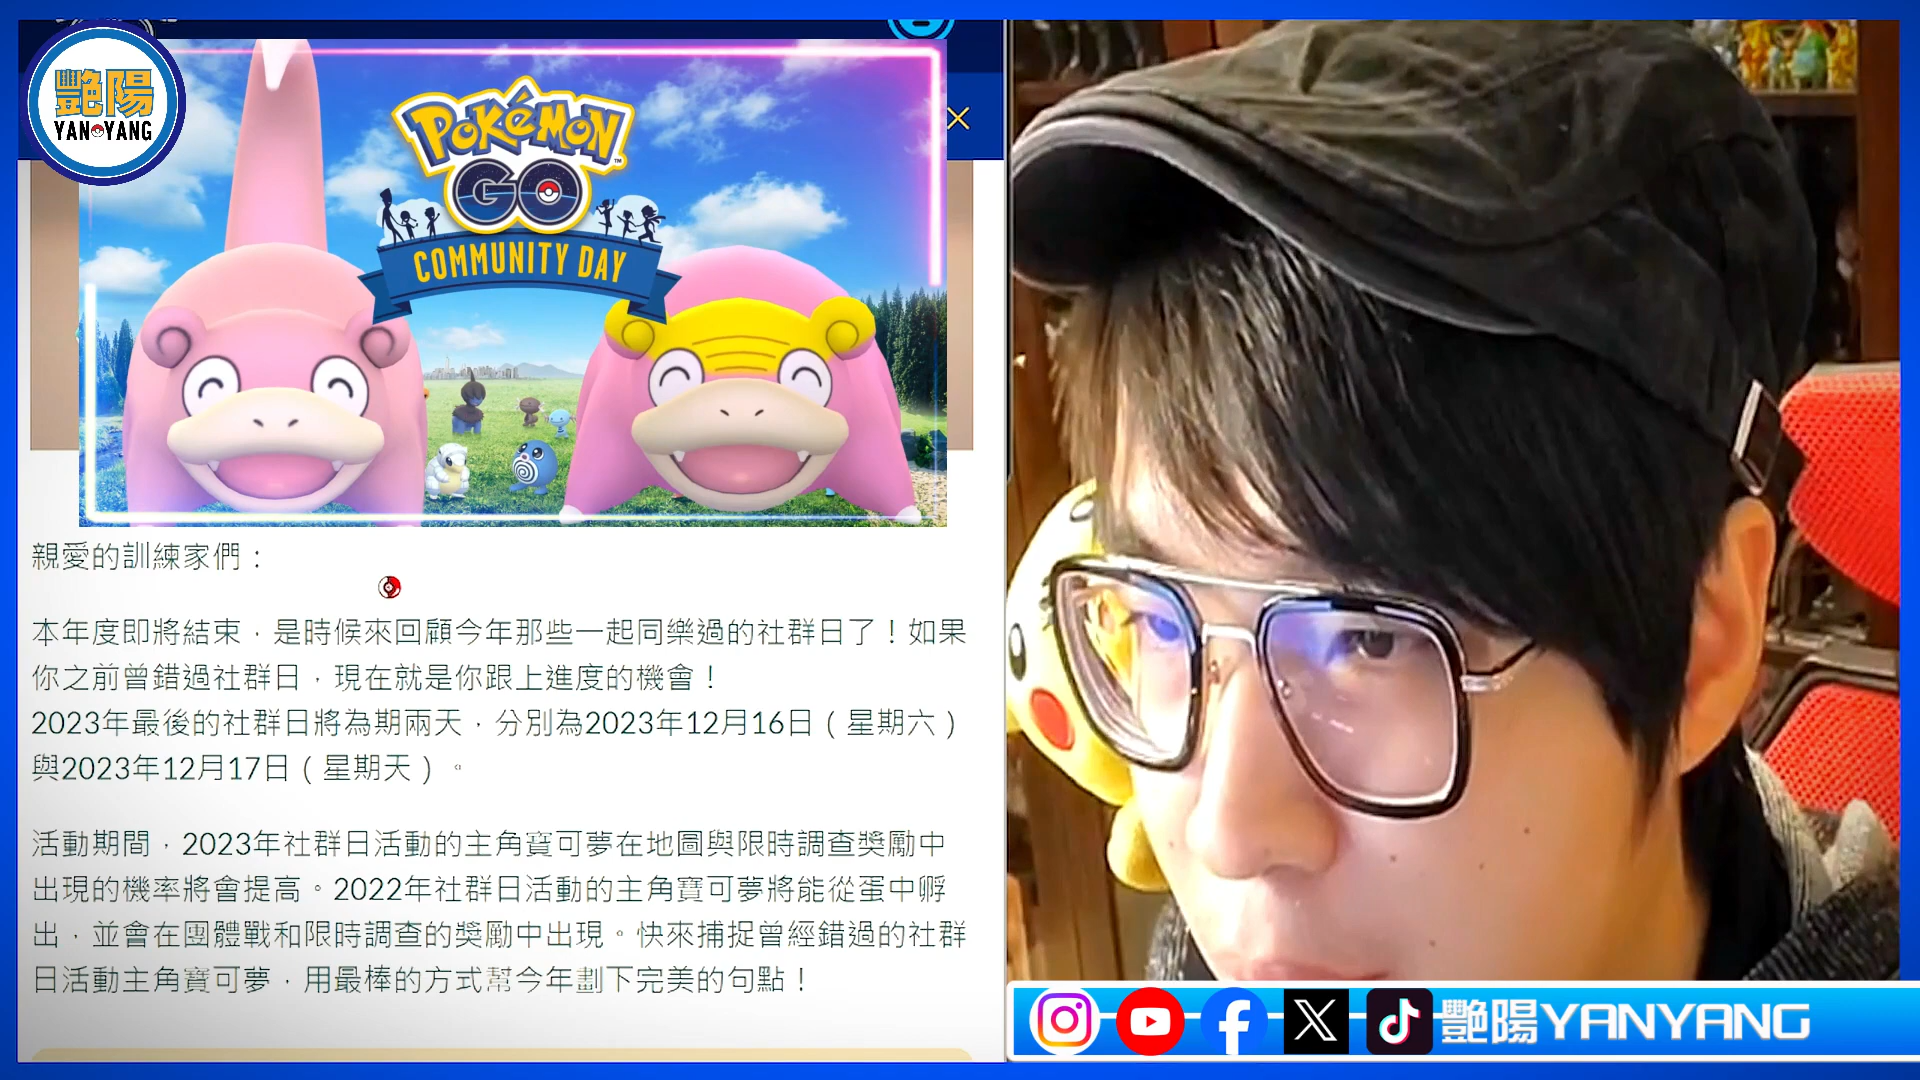 艷陽
YANYANG
POKÉMON
GO
COMMUNITY DAY
親愛的訓練家們：
本年度即將結束，是時候來回顧今年那些一起同樂過的社群日了！如果
你之前曾錯過社群日，現在就是你跟上進度的機會！
2023年最後的社群日將為期兩天，分別為2023年12月16日（星期六）
與2023年12月17日（星期天）。
活動期間，2023年社群日活動的主角寶可夢在地圖與限時調查獎勵中
出現的機率將會提高。2022年社群日活動的主角寶可夢將能從蛋中孵
出，並會在團體戰和限時調查的獎勵中出現。快來捕捉曾經錯過的社群
日活動主角寶可夢，用最棒的方式幫今年劃下完美的句點！
艷陽YANYANG